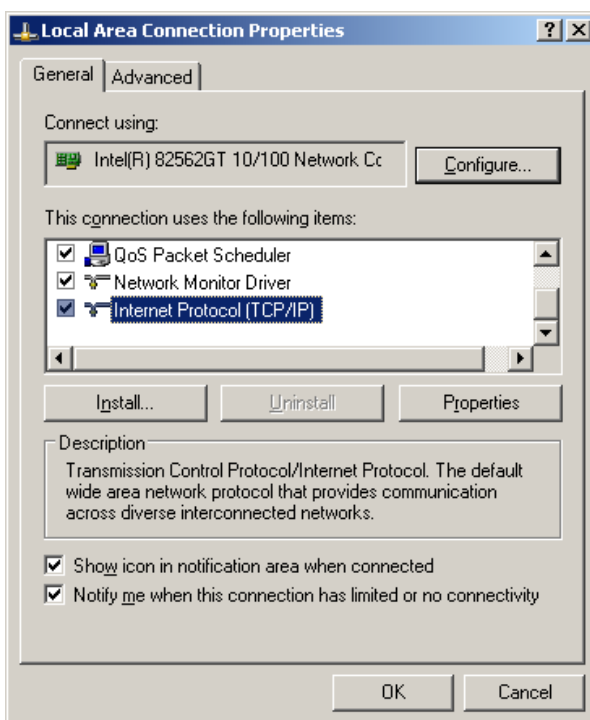 Local Area Connection Properties
General
Advanced
Connect using:
Intel(R) 82562GT 10/100 Network Cc
Configure...
This connection uses the following items:
QoS Packet Scheduler
Network Monitor Driver
Internet Protocol (TCP/IP)
Install...
Uninstall
Properties
Description
Transmission Control Protocol/Internet Protocol. The default
wide area network protocol that provides communication
across diverse interconnected networks.
Show icon in notification area when connected
Notify me when this connection has limited or no connectivity
OK
Cancel